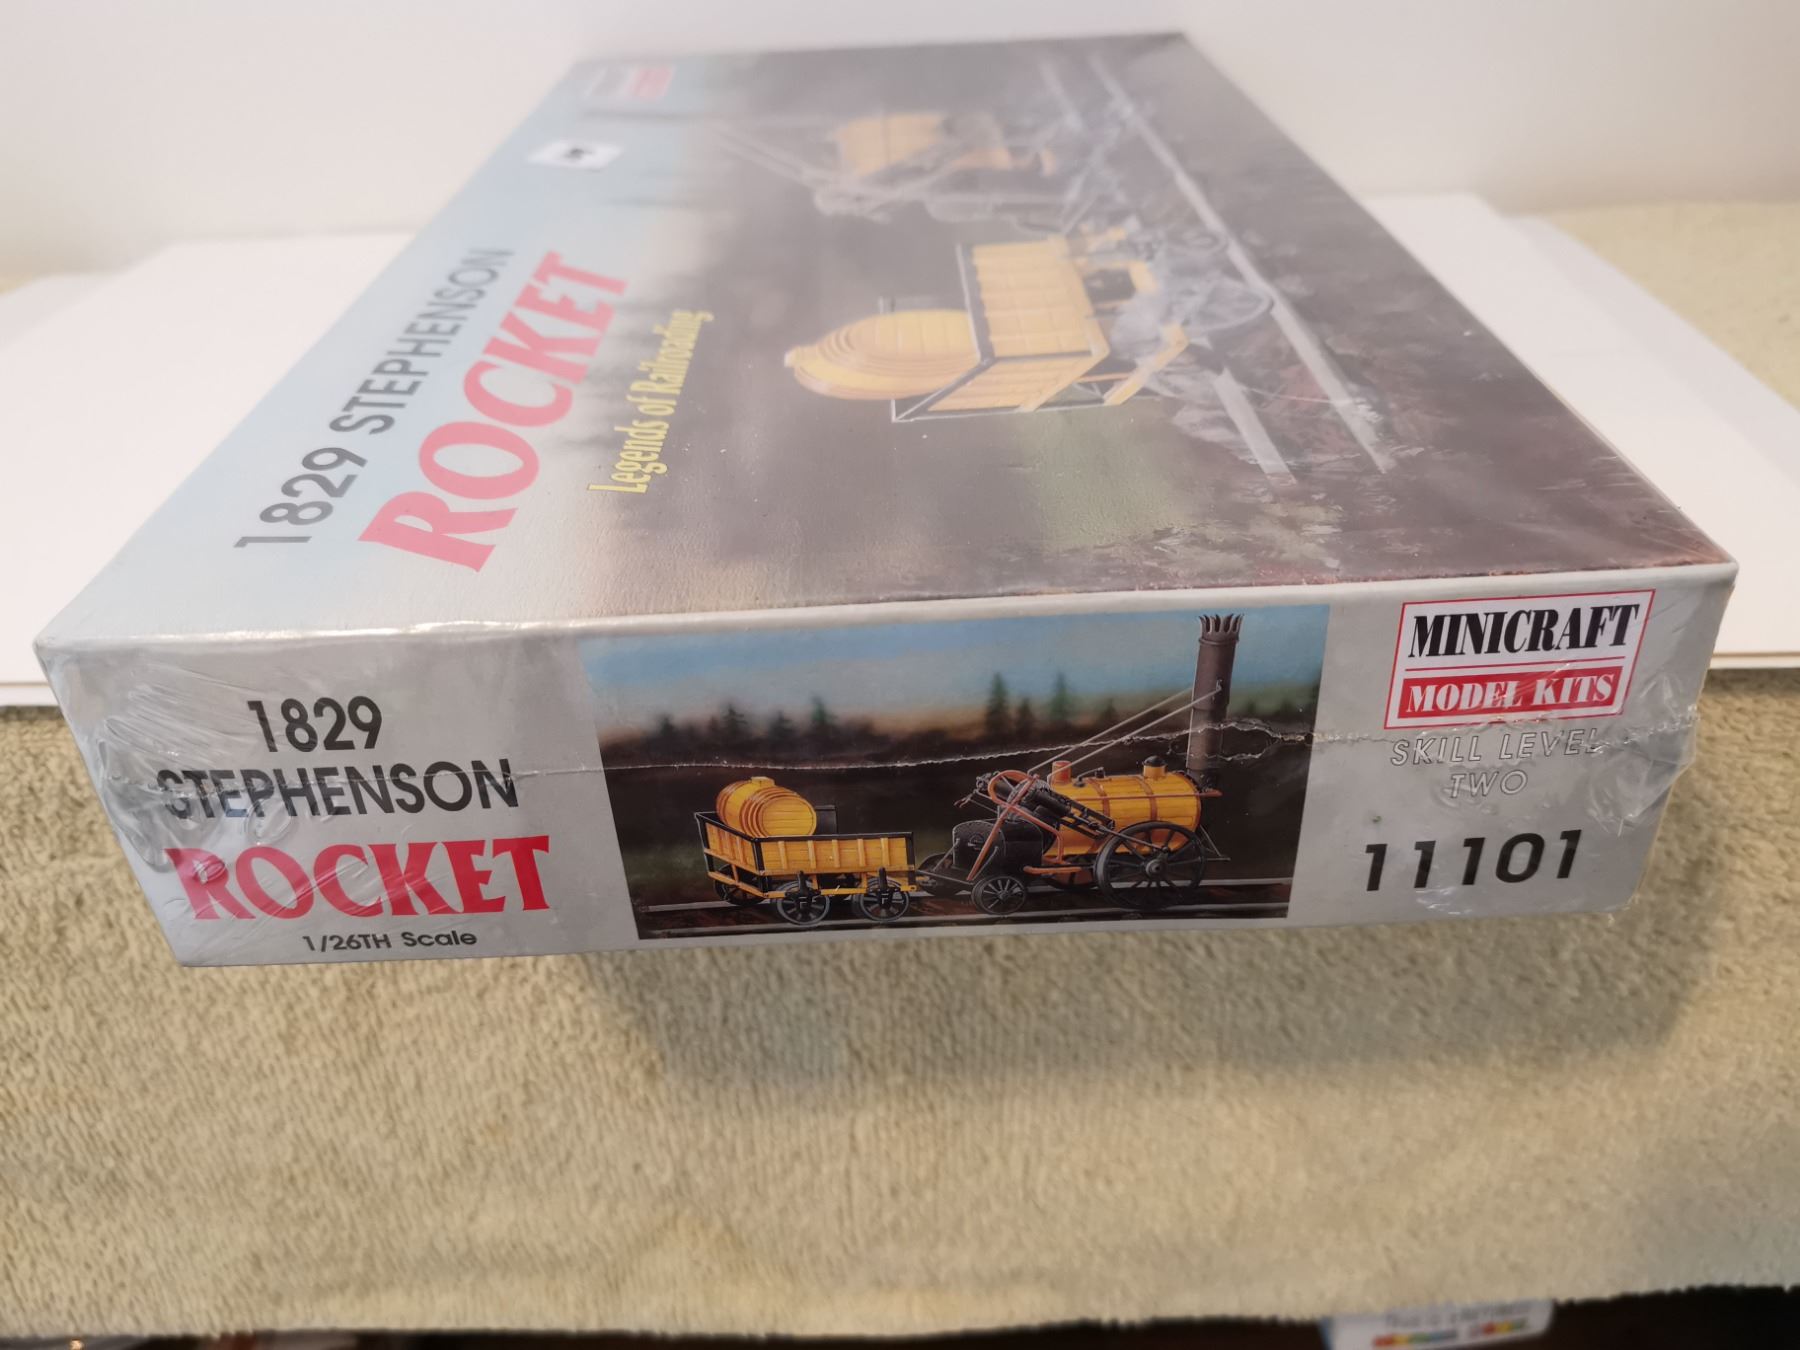 1829 STEPHENSON
ROCKET
Legends of Railroading
1829
STEPHENSON
ROCKET
1/26TH Scale
MINICRAFT
MODEL KITS
SKILL LEVEL
TWO
11101